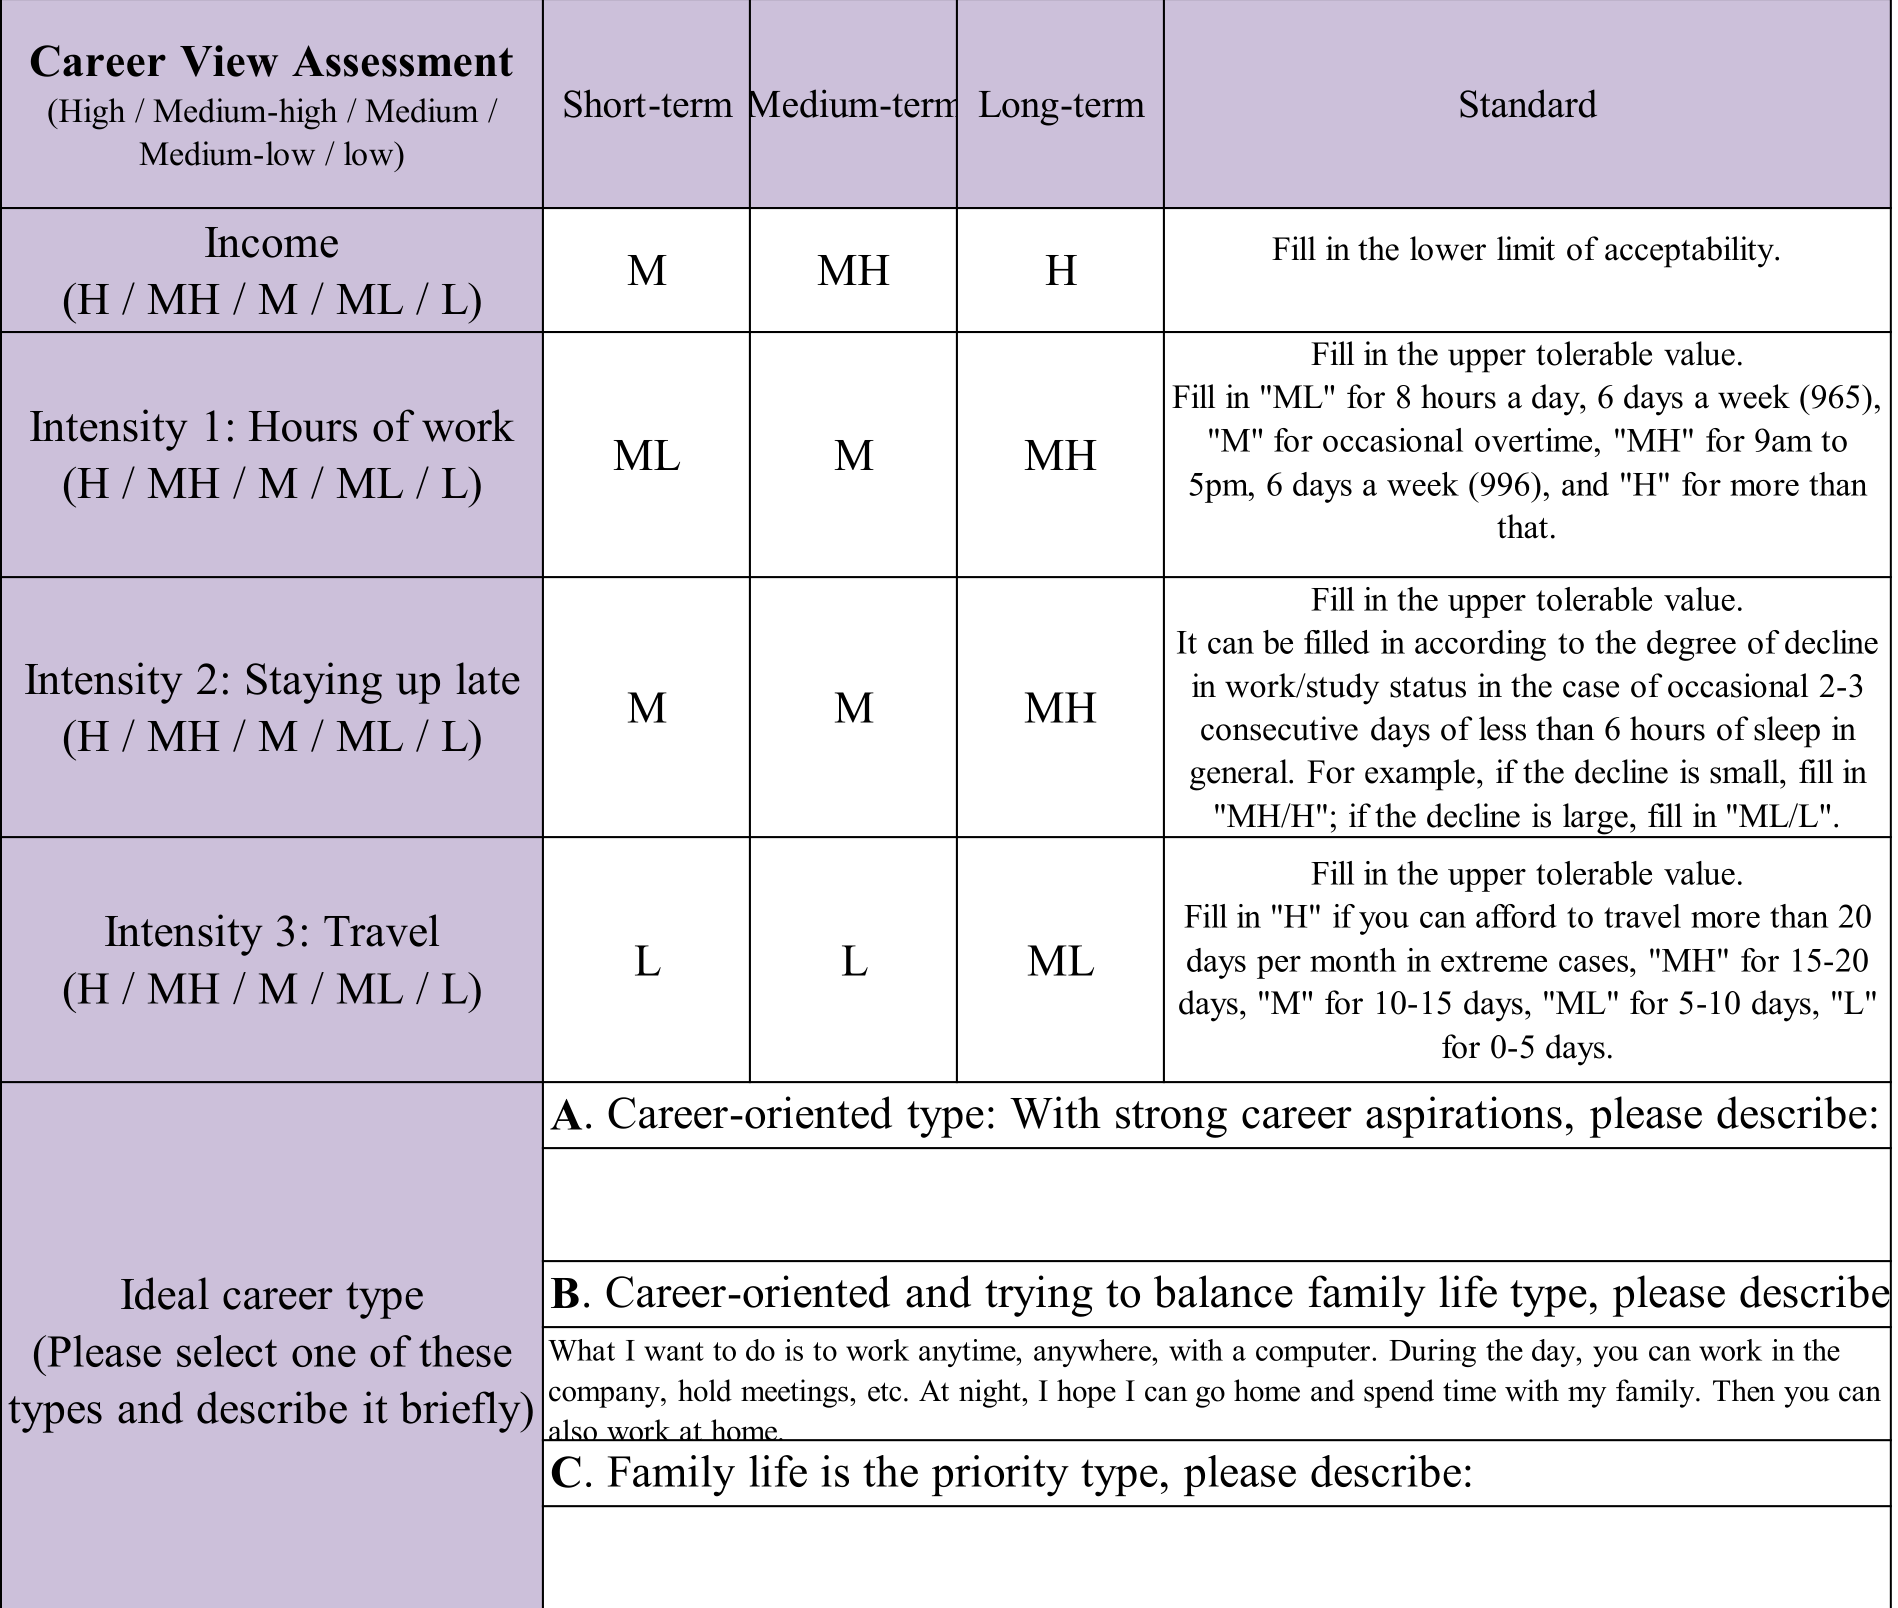 Career View Assessment
(High / Medium-high / Medium /
Medium-low / low)
Short-term
Medium-term
Long-term
Standard
Income
(H / MH / M / ML / L)
M
MH
H
Fill in the lower limit of acceptability.
Intensity 1: Hours of work
(H / MH / M / ML / L)
ML
M
MH
Fill in the upper tolerable value.
Fill in "ML" for 8 hours a day, 6 days a week (965),
"M" for occasional overtime, "MH" for 9am to
5pm, 6 days a week (996), and "H" for more than
that.
Intensity 2: Staying up late
(H / MH / M / ML / L)
M
M
MH
Fill in the upper tolerable value.
It can be filled in according to the degree of decline
in work/study status in the case of occasional 2-3
consecutive days of less than 6 hours of sleep in
general. For example, if the decline is small, fill in
"MH/H"; if the decline is large, fill in "ML/L".
Intensity 3: Travel
(H / MH / M / ML / L)
L
L
ML
Fill in the upper tolerable value.
Fill in "H" if you can afford to travel more than 20
days per month in extreme cases, "MH" for 15-20
days, "M" for 10-15 days, "ML" for 5-10 days, "L"
for 0-5 days.
Ideal career type
(Please select one of these
types and describe it briefly)
A. Career-oriented type: With strong career aspirations, please describe:
B. Career-oriented and trying to balance family life type, please describe
What I want to do is to work anytime, anywhere, with a computer. During the day, you can work in the
company, hold meetings, etc. At night, I hope I can go home and spend time with my family. Then you can
also work at home.
C. Family life is the priority type, please describe: